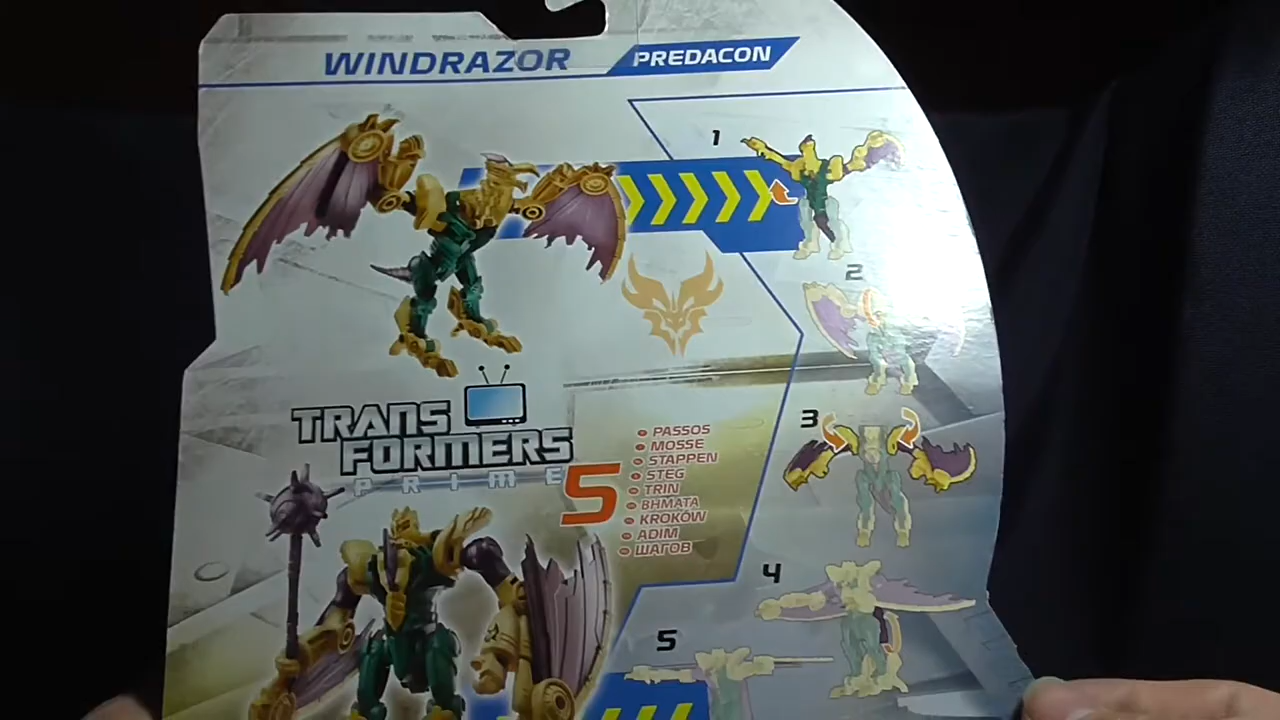 WINDRAZOR
PREDACON
1
2
TRANS
FORMERS
PRIME
5
PASSOS
MOSSE
STAPPEN
STEG
TRIN
BHMATA
KROKÓW
ADIM
ШАГОВ
3
4
5